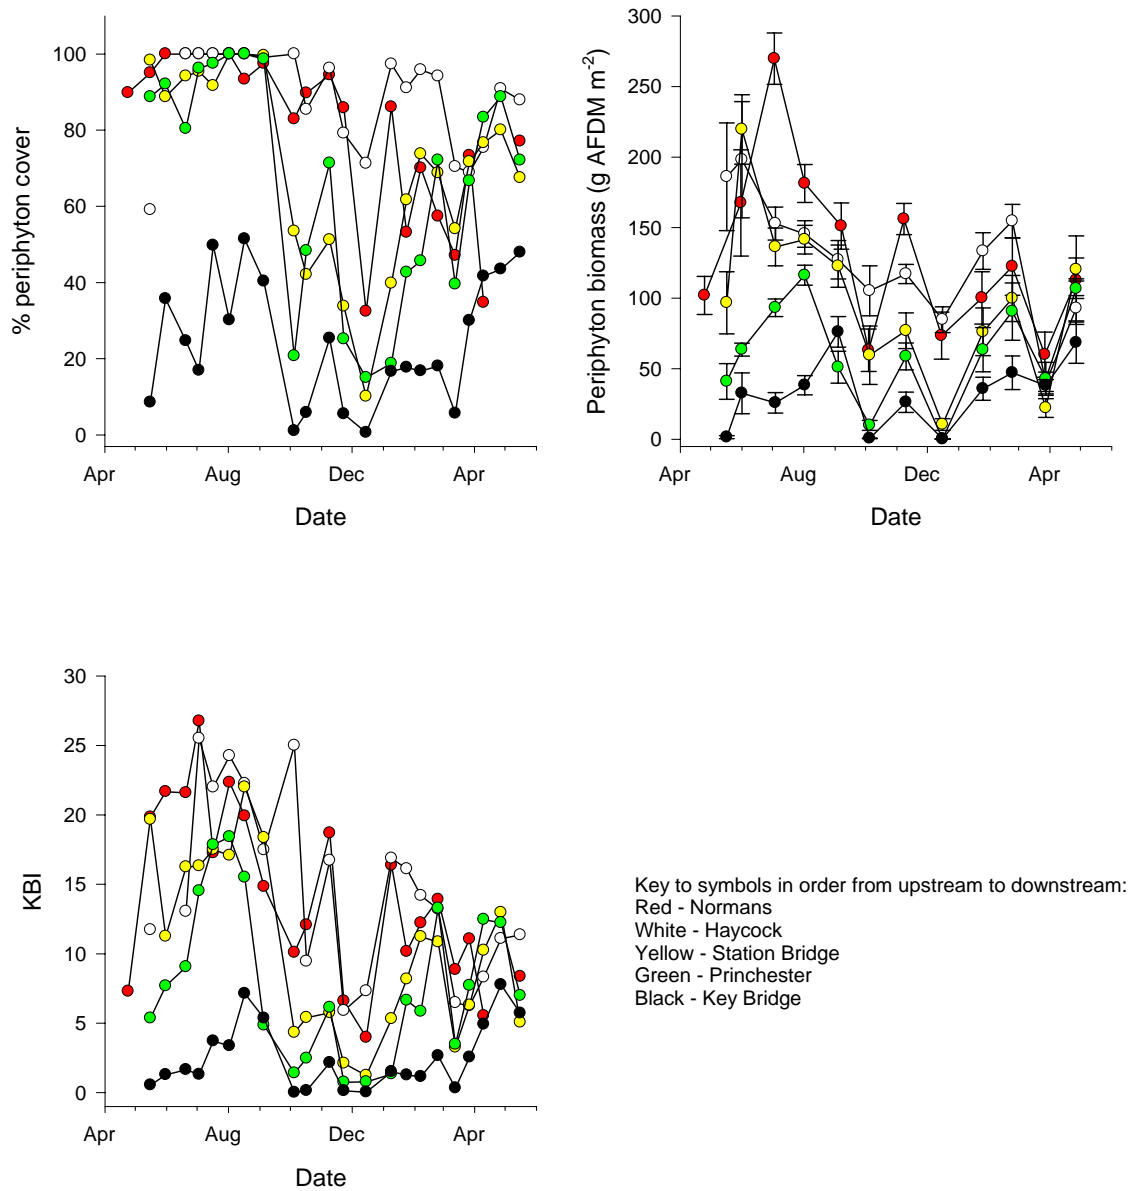 % periphyton cover
100
80
60
40
20
0
Apr Aug Dec Apr
Date
Periphyton biomass (g AFDM m-2)
300
250
200
150
100
50
0
Apr Aug Dec Apr
Date
KBI
30
25
20
15
10
5
0
Apr Aug Dec Apr
Date
Key to symbols in order from upstream to downstream:
Red - Normans
White - Haycock
Yellow - Station Bridge
Green - Princhester
Black - Key Bridge